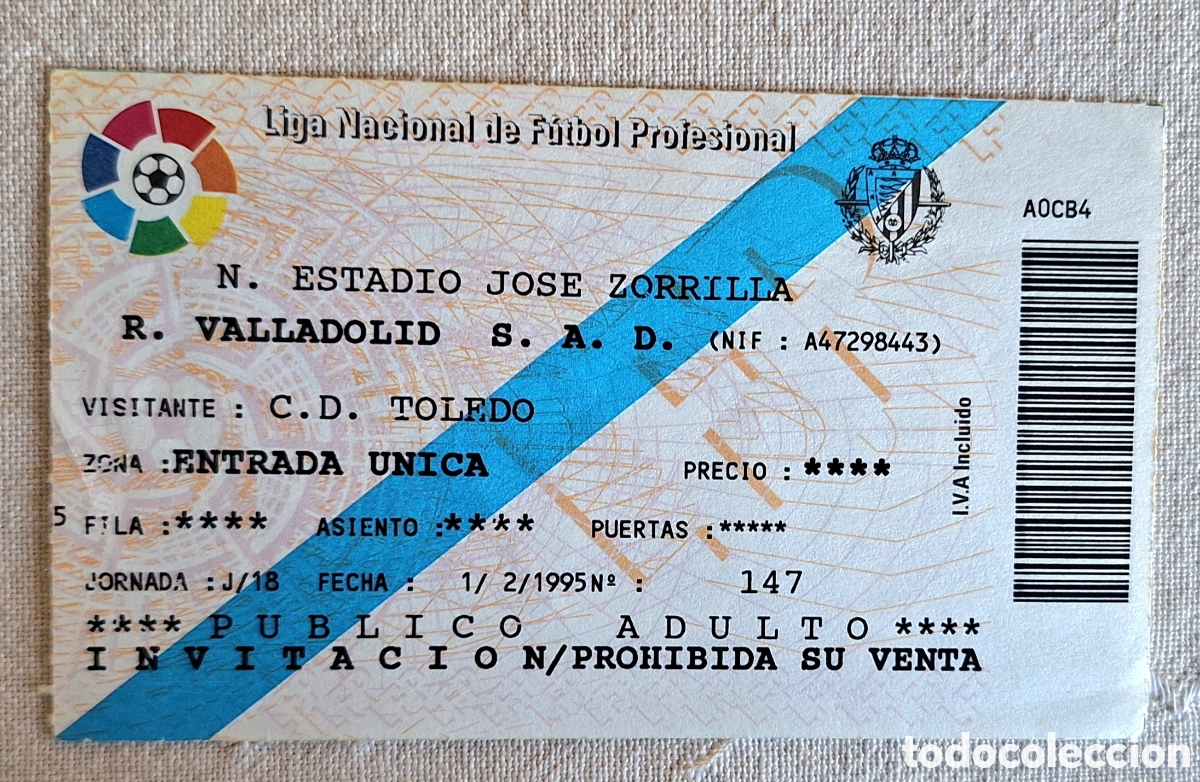 Liga Nacional de Fútbol Profesional
A0CB4
N. ESTADIO JOSE ZORRILLA
R. VALLADOLID S. A. D. (NIF : A47298443)
VISITANTE : C.D. TOLEDO
ZONA :ENTRADA UNICA PRECIO : ****
I.V.A Incluido
5 FILA :**** ASIENTO :**** PUERTAS :*****
JORNADA :J/18 FECHA : 1/ 2/1995 Nº : 147
**** P U B L I C O A D U L T O ****
I N V I T A C I O N/PROHIBIDA SU VENTA
todocoleccion